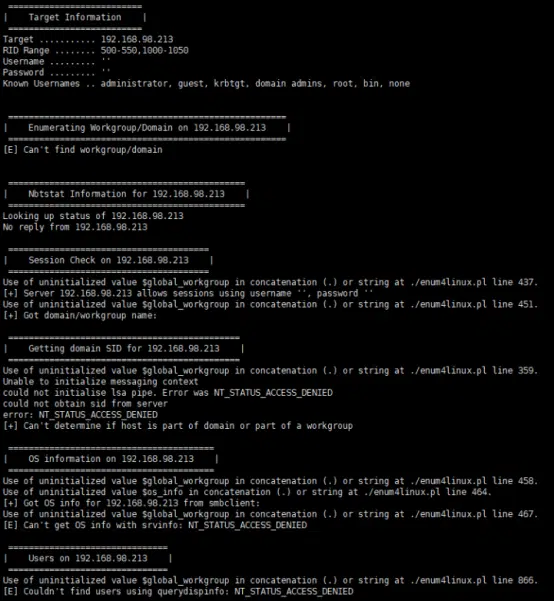 ==========================
|    Target Information    |
==========================
Target ........... 192.168.98.213
RID Range ........ 500-550,1000-1050
Username ......... ''
Password ......... ''
Known Usernames .. administrator, guest, krbtgt, domain admins, root, bin, none
======================================================
|    Enumerating Workgroup/Domain on 192.168.98.213    |
======================================================
[E] Can't find workgroup/domain
==============================================
|    Nbtstat Information for 192.168.98.213    |
==============================================
Looking up status of 192.168.98.213
No reply from 192.168.98.213
=======================================
|    Session Check on 192.168.98.213    |
=======================================
Use of uninitialized value $global_workgroup in concatenation (.) or string at ./enum4linux.pl line 437.
[+] Server 192.168.98.213 allows sessions using username '', password ''
Use of uninitialized value $global_workgroup in concatenation (.) or string at ./enum4linux.pl line 451.
[+] Got domain/workgroup name:
=============================================
|    Getting domain SID for 192.168.98.213    |
=============================================
Use of uninitialized value $global_workgroup in concatenation (.) or string at ./enum4linux.pl line 359.
Unable to initialize messaging context
could not initialise lsa pipe. Error was NT_STATUS_ACCESS_DENIED
could not obtain sid from server
error: NT_STATUS_ACCESS_DENIED
[+] Can't determine if host is part of domain or part of a workgroup
========================================
|    OS information on 192.168.98.213    |
========================================
Use of uninitialized value $global_workgroup in concatenation (.) or string at ./enum4linux.pl line 458.
Use of uninitialized value $os_info in concatenation (.) or string at ./enum4linux.pl line 464.
[+] Got OS info for 192.168.98.213 from smbclient:
Use of uninitialized value $global_workgroup in concatenation (.) or string at ./enum4linux.pl line 467.
[E] Can't get OS info with srvinfo: NT_STATUS_ACCESS_DENIED
===============================
|    Users on 192.168.98.213    |
===============================
Use of uninitialized value $global_workgroup in concatenation (.) or string at ./enum4linux.pl line 866.
[E] Couldn't find users using querydispinfo: NT_STATUS_ACCESS_DENIED